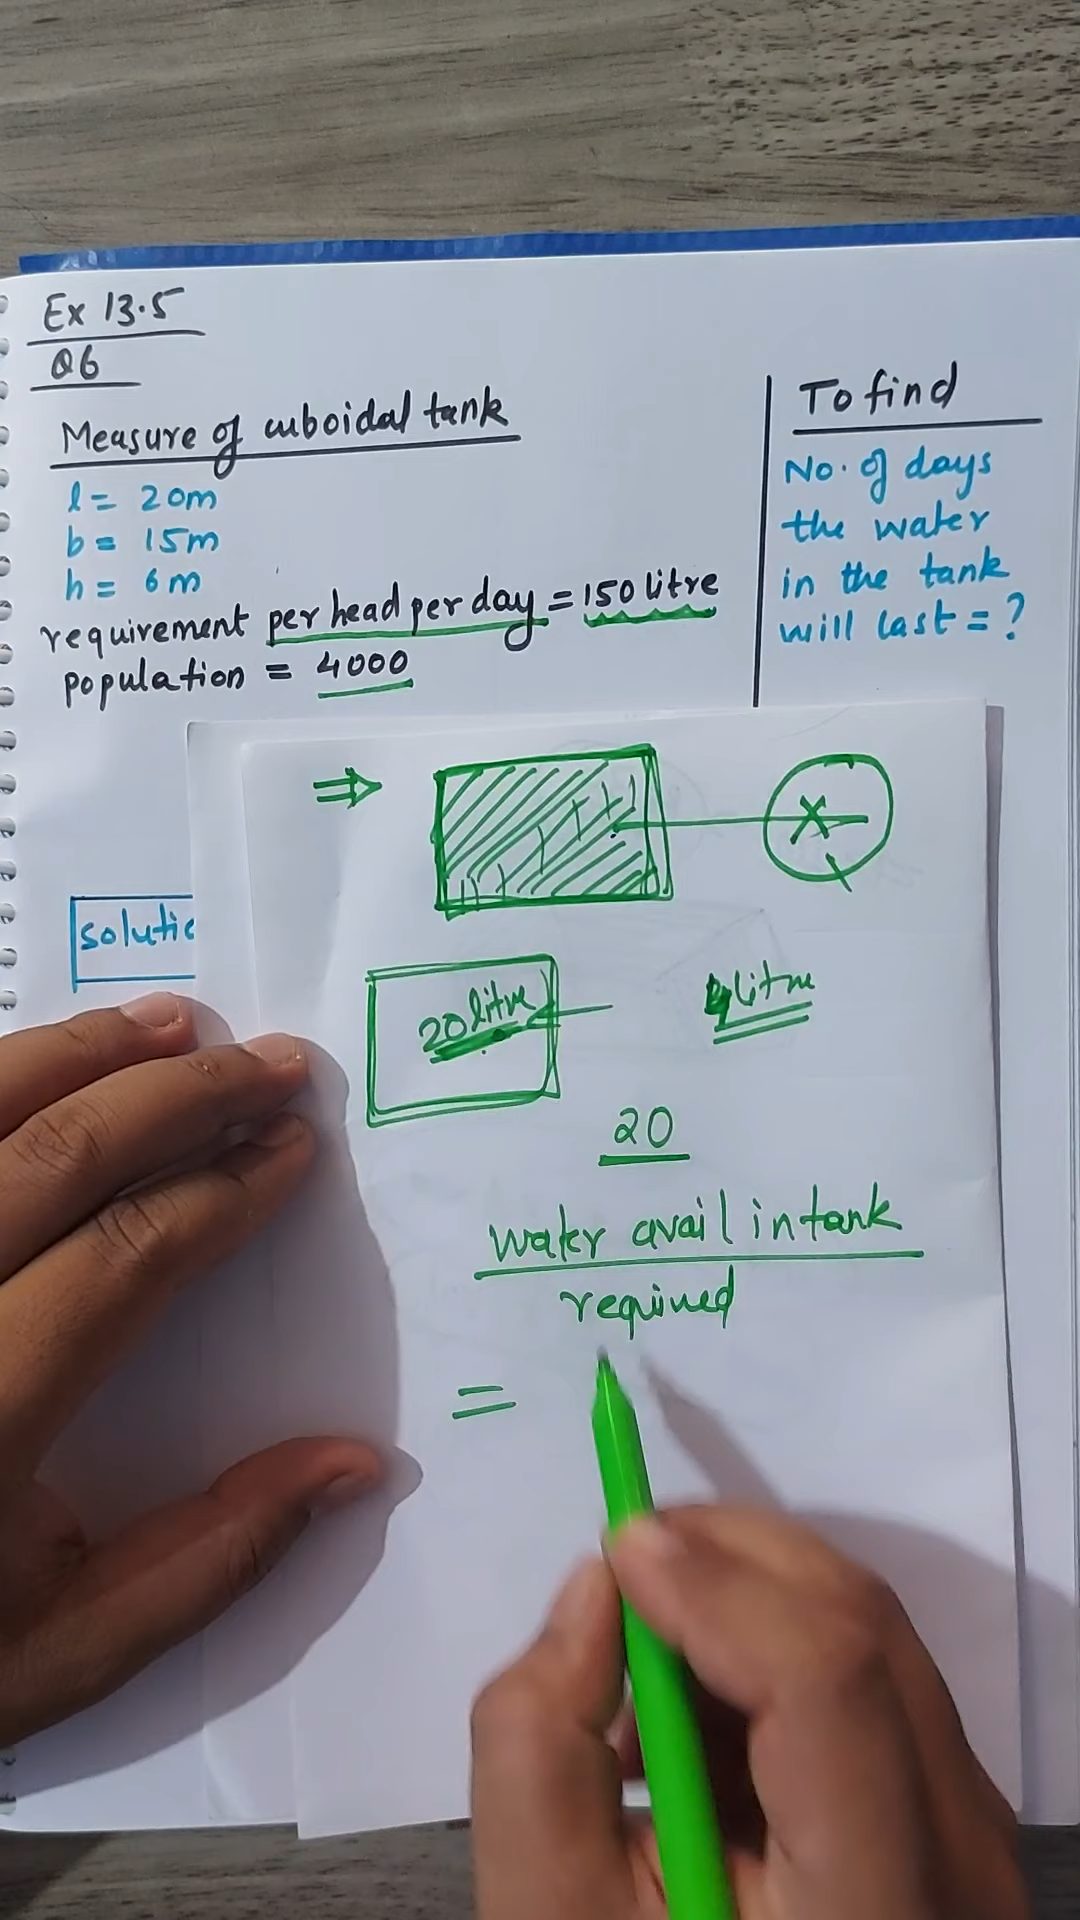 Ex 13.5
Q6
Measure of cuboidal tank
l = 20m
b = 15m
h = 6m
requirement per head per day = 150 litre
population = 4000
To find
No. of days
the water
in the tank
will last = ?
⇒
X
solutio
20 litre
litre
20
water avail in tank
required
=